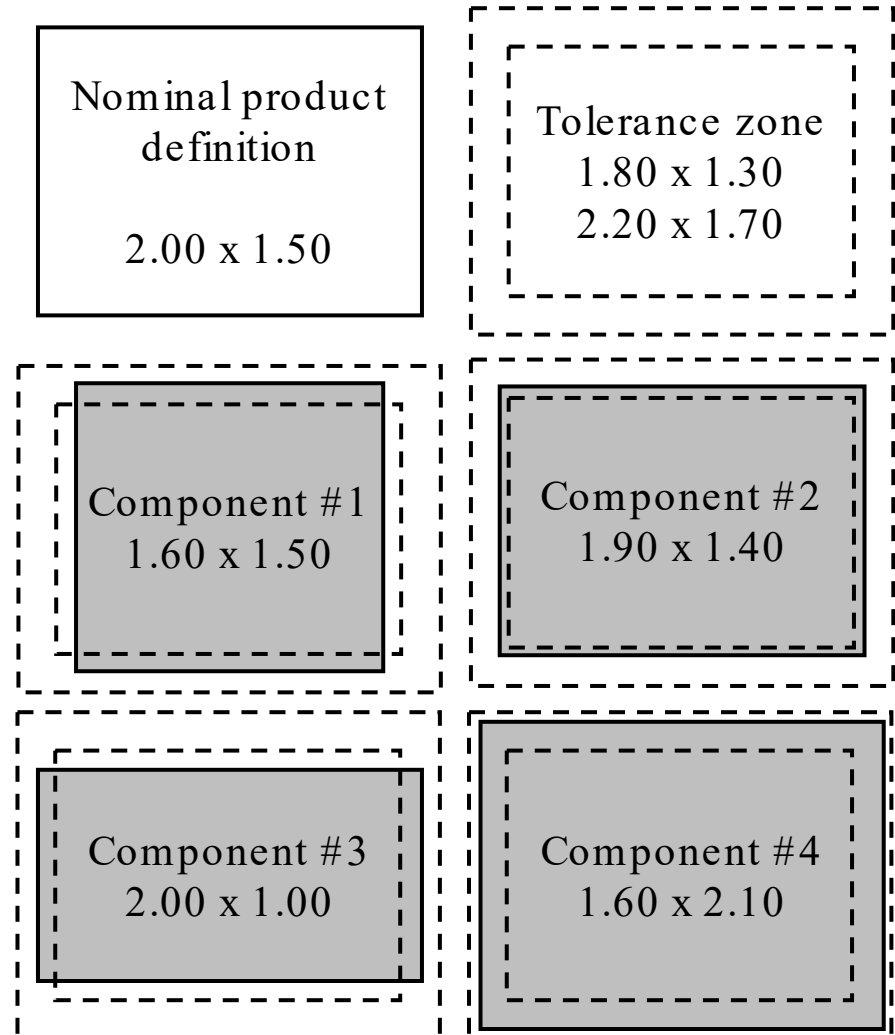 Nominal product
definition
2.00 x 1.50
Tolerance zone
1.80 x 1.30
2.20 x 1.70
Component #1
1.60 x 1.50
Component #2
1.90 x 1.40
Component #3
2.00 x 1.00
Component #4
1.60 x 2.10